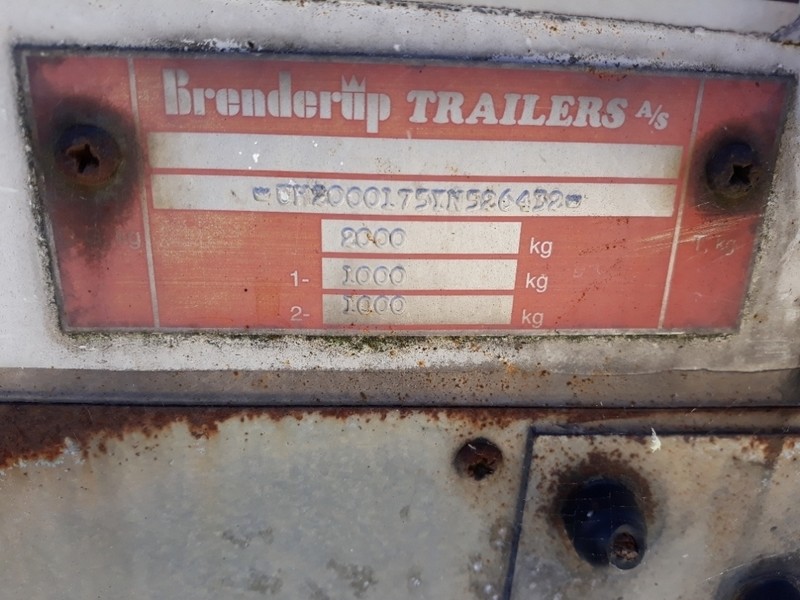 Brenderup TRAILERS A/S
2000 kg
1- 1000 kg
2- 1000 kg